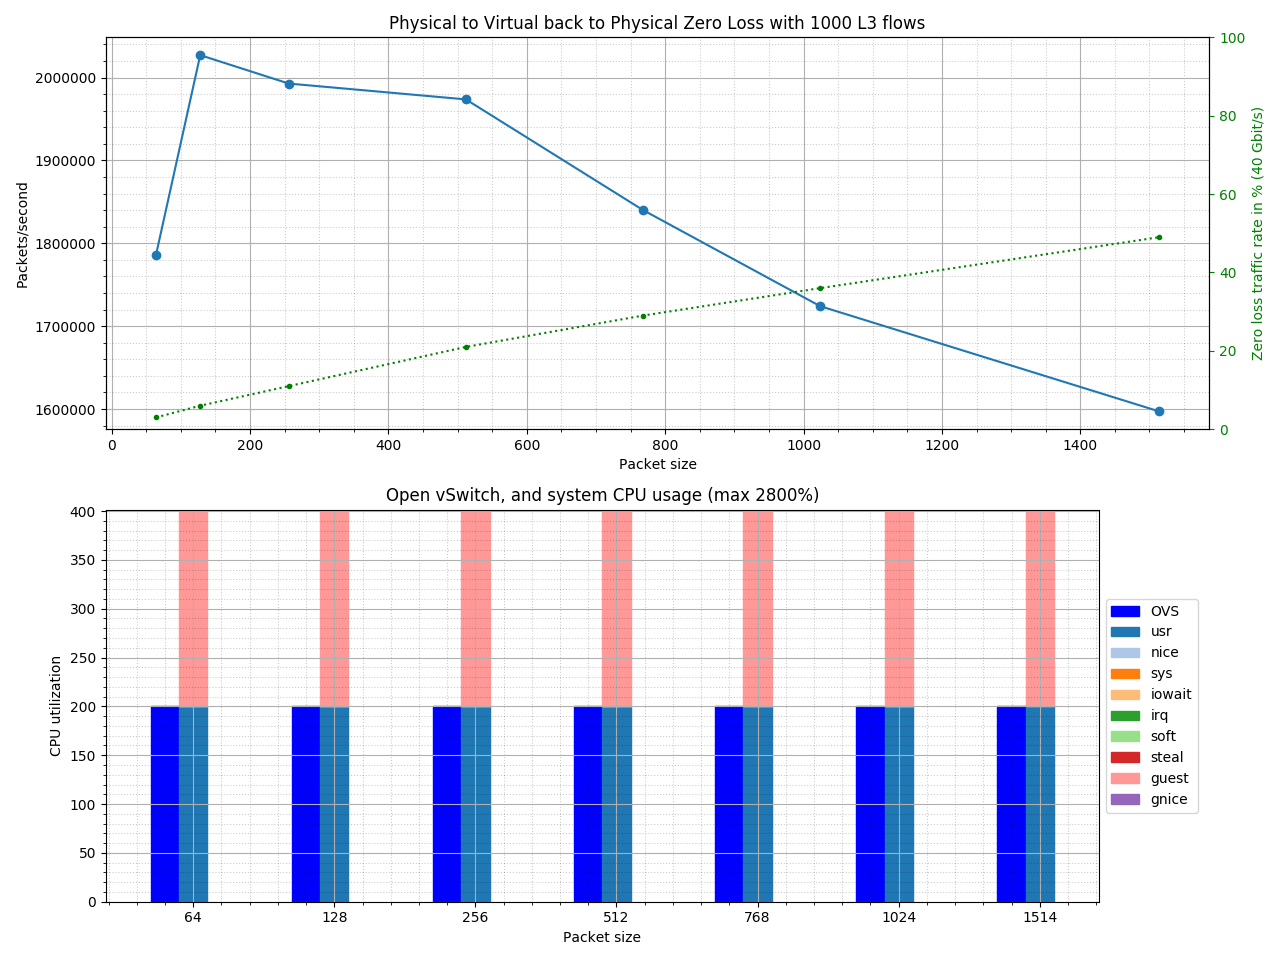 Physical to Virtual back to Physical Zero Loss with 1000 L3 flows
Packets/second
2000000
1900000
1800000
1700000
1600000
100
80
60
40
20
0
Zero loss traffic rate in % (40 Gbit/s)
0 200 400 600 800 1000 1200 1400
Packet size
Open vSwitch, and system CPU usage (max 2800%)
CPU utilization
400
350
300
250
200
150
100
50
0
64 128 256 512 768 1024 1514
Packet size
OVS
usr
nice
sys
iowait
irq
soft
steal
guest
gnice